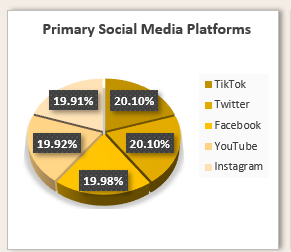 Primary Social Media Platforms
19.91%
20.10%
19.92%
20.10%
19.98%
TikTok
Twitter
Facebook
YouTube
Instagram